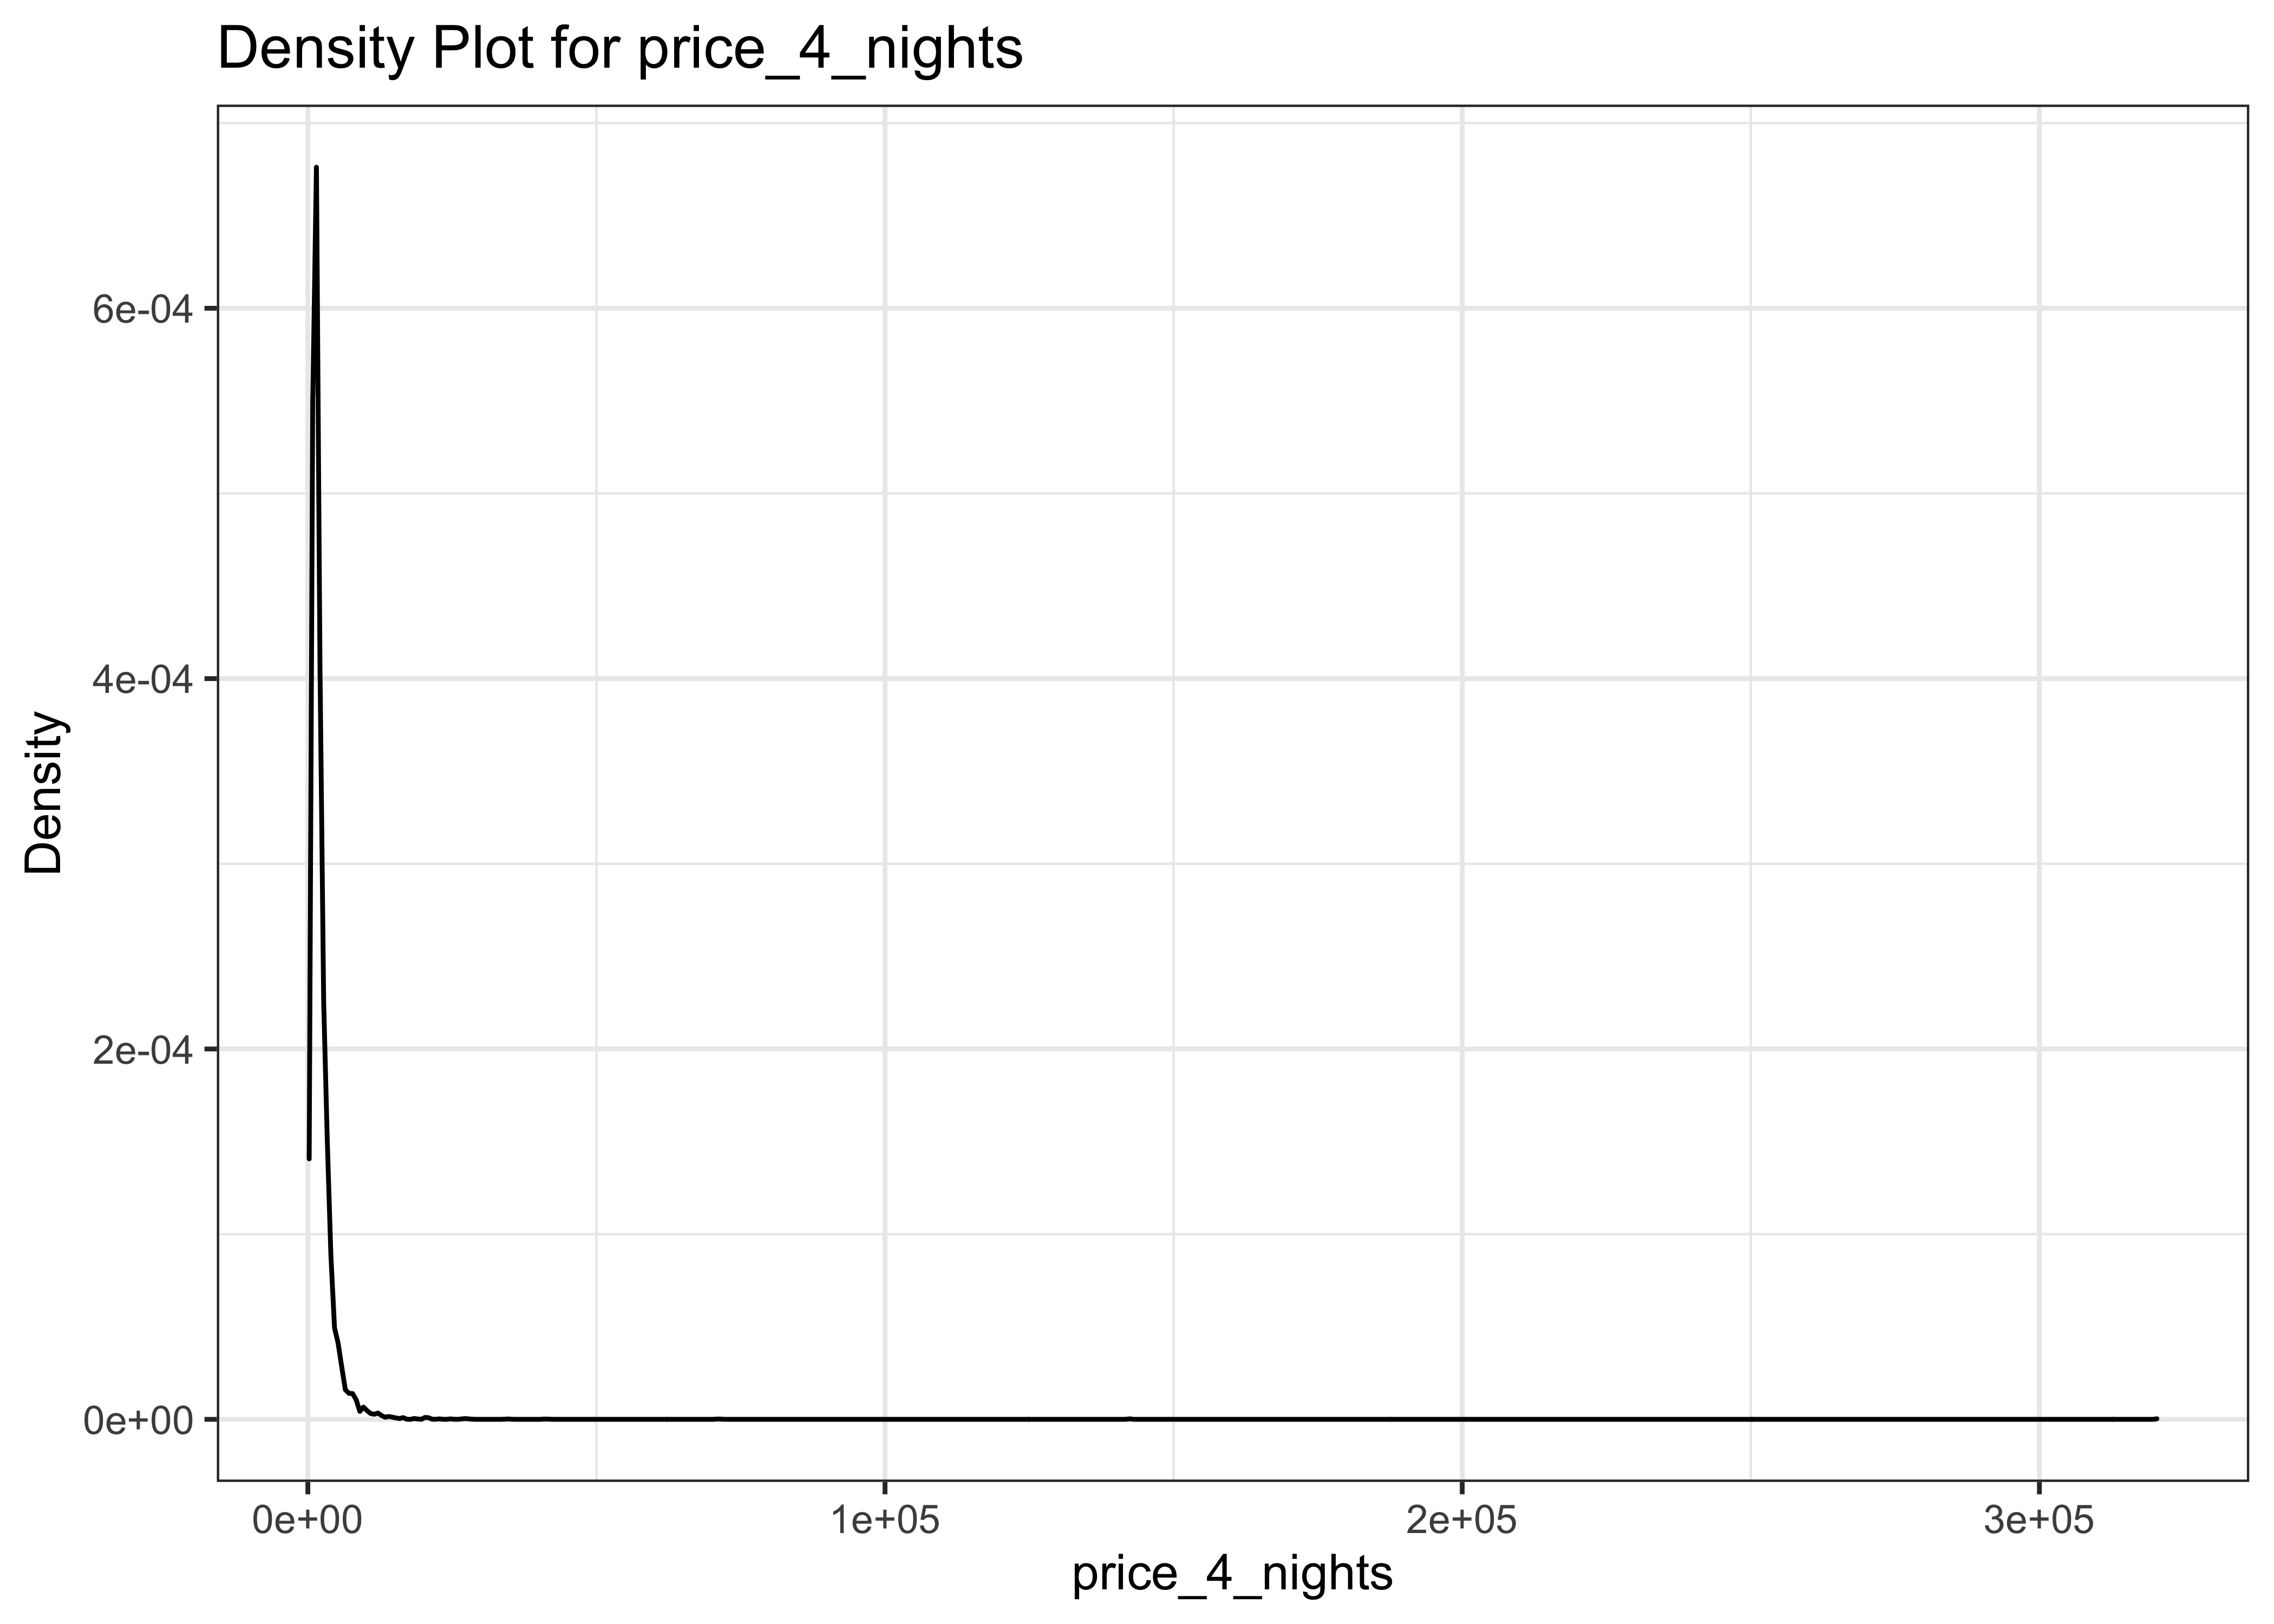 Density Plot for price_4_nights
6e-04
4e-04
2e-04
0e+00
Density
0e+00 1e+05 2e+05 3e+05
price_4_nights